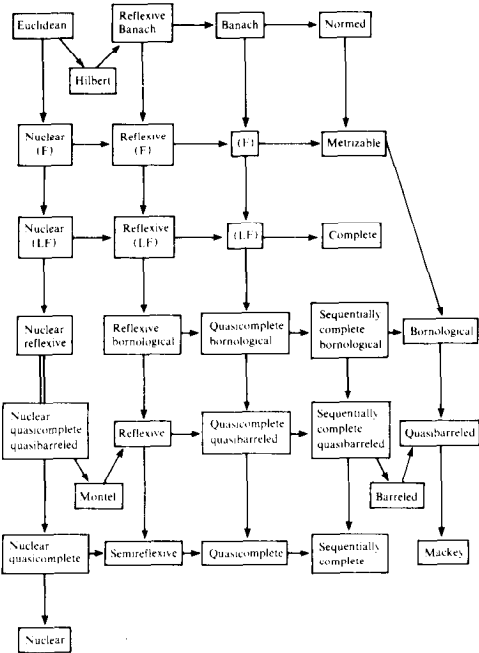 Euclidean
Reflexive
Banach
Banach
Normed
Hilbert
Nuclear
(F)
Reflexive
(F)
(F)
Metrizable
Nuclear
(LF)
Reflexive
(LF)
(LF)
Complete
Nuclear
reflexive
Reflexive
bornological
Quasicomplete
bornological
Sequentially
complete
bornological
Bornological
Nuclear
quasicomplete
quasibarreled
Reflexive
Quasicomplete
quasibarreled
Sequentially
complete
quasibarreled
Quasibarreled
Montel
Barreled
Nuclear
quasicomplete
Semireflexive
Quasicomplete
Sequentially
complete
Mackey
Nuclear